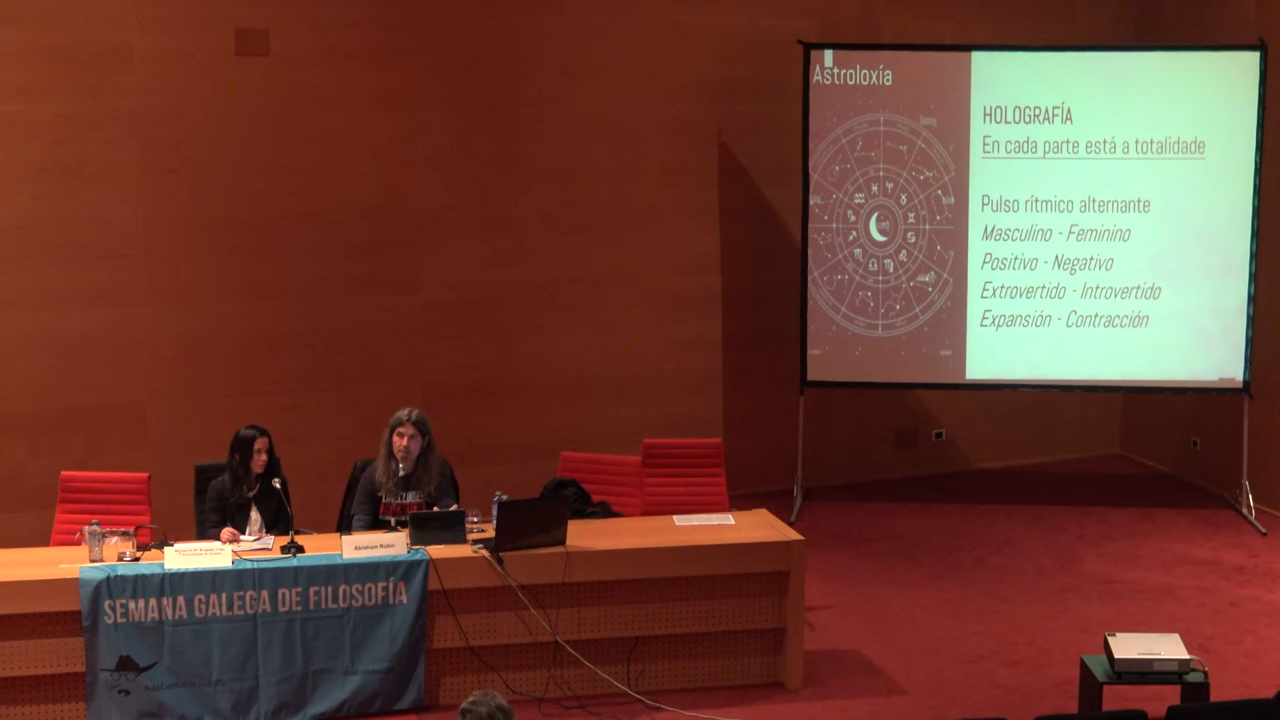 Astroloxía
HOLOGRAFÍA
En cada parte está a totalidade
Pulso rítmico alternante
Masculino - Feminino
Positivo - Negativo
Extrovertido - Introvertido
Expansión - Contracción
Abraham Rubín
SEMANA GALEGA DE FILOSOFÍA